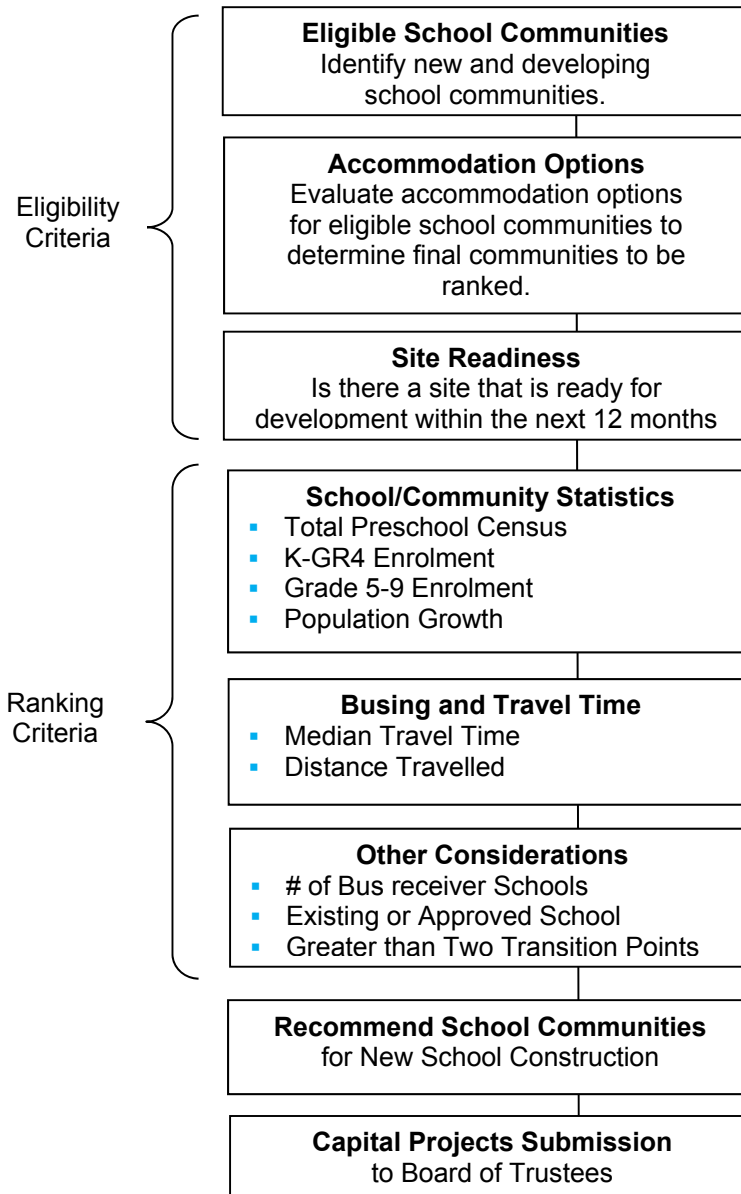 Eligible School Communities
Identify new and developing
school communities.
Accommodation Options
Evaluate accommodation options
for eligible school communities to
determine final communities to be
ranked.
Eligibility
Criteria
Site Readiness
Is there a site that is ready for
development within the next 12 months
School/Community Statistics
▪ Total Preschool Census
▪ K-GR4 Enrolment
▪ Grade 5-9 Enrolment
▪ Population Growth
Ranking
Criteria
Busing and Travel Time
▪ Median Travel Time
▪ Distance Travelled
Other Considerations
▪ # of Bus receiver Schools
▪ Existing or Approved School
▪ Greater than Two Transition Points
Recommend School Communities
for New School Construction
Capital Projects Submission
to Board of Trustees